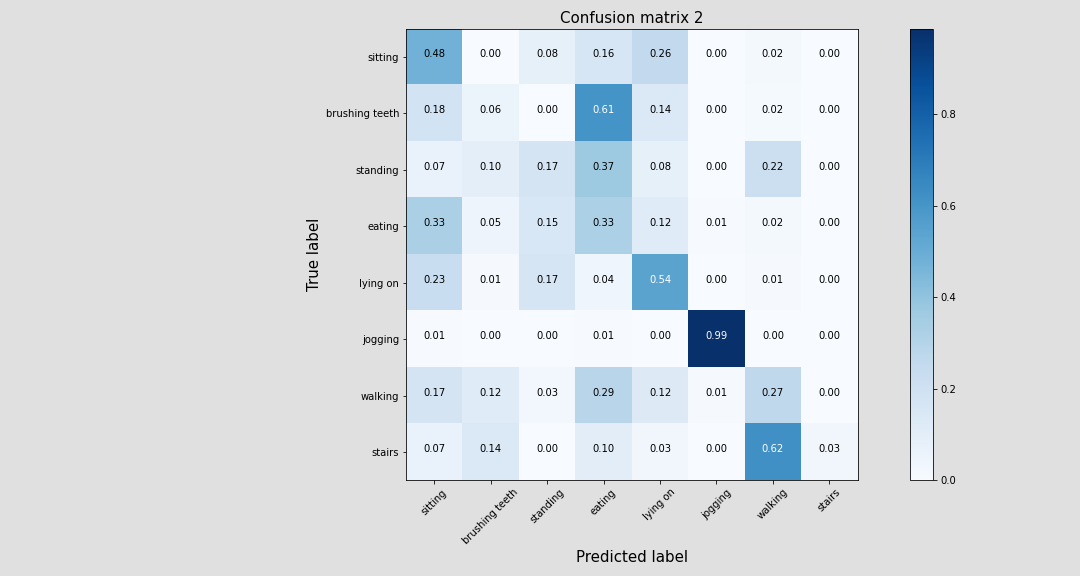 Confusion matrix 2
sitting 0.48 0.00 0.08 0.16 0.26 0.00 0.02 0.00
brushing teeth 0.18 0.06 0.00 0.61 0.14 0.00 0.02 0.00
standing 0.07 0.10 0.17 0.37 0.08 0.00 0.22 0.00
eating 0.33 0.05 0.15 0.33 0.12 0.01 0.02 0.00
lying on 0.23 0.01 0.17 0.04 0.54 0.00 0.01 0.00
jogging 0.01 0.00 0.00 0.01 0.00 0.99 0.00 0.00
walking 0.17 0.12 0.03 0.29 0.12 0.01 0.27 0.00
stairs 0.07 0.14 0.00 0.10 0.03 0.00 0.62 0.03
True label
sitting brushing teeth standing eating lying on jogging walking stairs
Predicted label
0.8
0.6
0.4
0.2
0.0